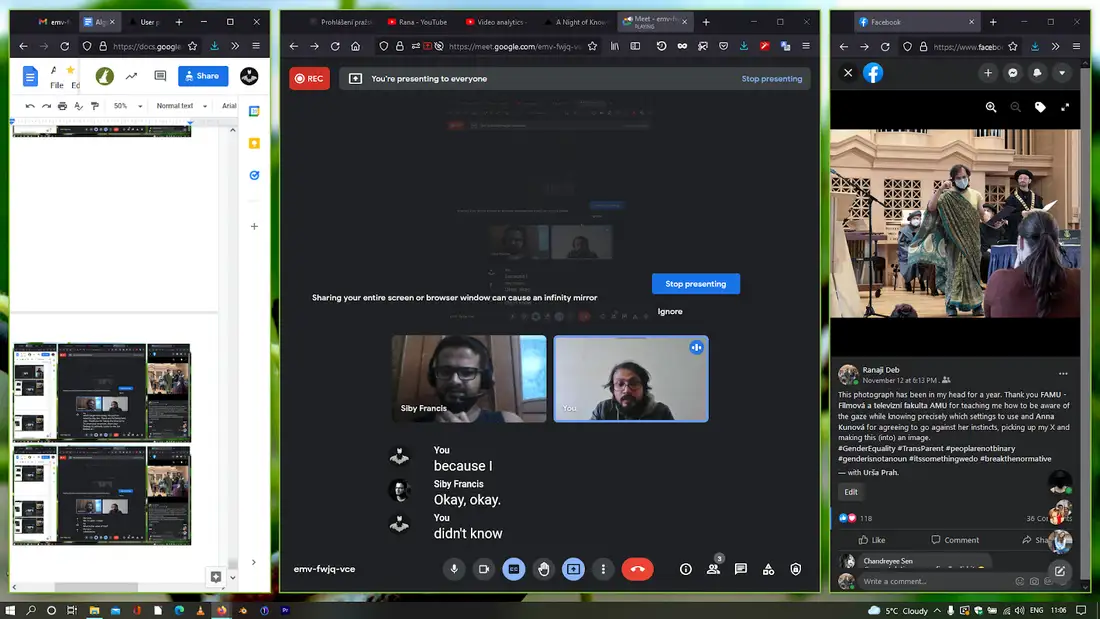 emv-f
Alg
User p
https://docs.google
A
File
Ed
Share
50%
Normal text
Arial
Prohlášení pražs
Rana - YouTube
Video analytics -
A Night of Know
Meet – emv-f
PLAYING
https://meet.google.com/emv-fwjq-vc
REC
You're presenting to everyone
Stop presenting
Sharing your entire screen or browser window can cause an infinity mirror
Stop presenting
Ignore
Siby Francis
You
You
because I
Siby Francis
Okay, okay.
You
didn't know
emv-fwjq-vce
3
Facebook
https://www.faceboo
Ranaji Deb
November 12 at 6:13 PM
This photograph has been in my head for a year. Thank you FAMU -
Filmová a televizní fakulta AMU for teaching me how to be aware of
the gaze while knowing precisely which settings to use and Anna
Kunová for agreeing to go against her instincts, picking up my X and
making this (into) an image.
#GenderEquality #TransParent #peoplearenotbinary
#genderisnotanoun #itssomethingwedo #breakthenormative
— with Urša Prah.
Edit
118
36 Co
ts
Like
Comment
Sha
Chandreyee Sen
Write a comment...
5°C Cloudy
ENG
11:06